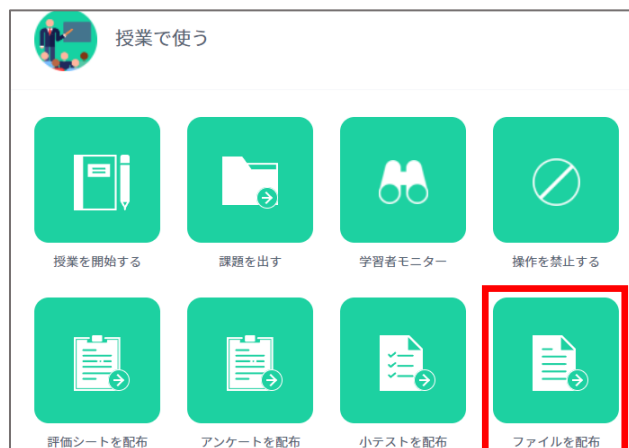 授業で使う
授業を開始する
課題を出す
学習者モニター
操作を禁止する
評価シートを配布
アンケートを配布
小テストを配布
ファイルを配布